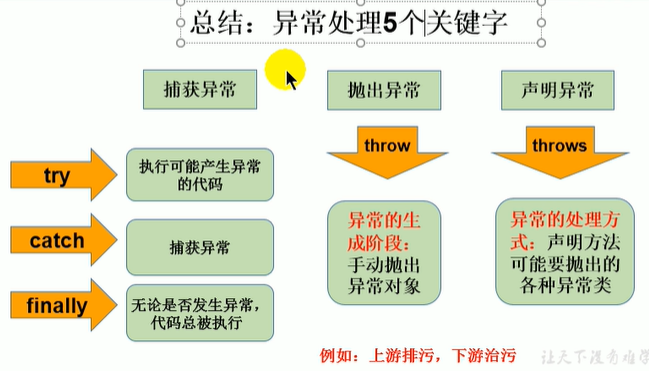 总结：异常处理5个关键字
捕获异常
抛出异常
声明异常
throw
throws
try
执行可能产生异常
的代码
catch
捕获异常
finally
无论是否发生异常，
代码总被执行
异常的生
成阶段：
手动抛出
异常对象
异常的处理方
式：声明方法
可能要抛出的
各种异常类
例如：上游排污，下游治污
让天下没有难学